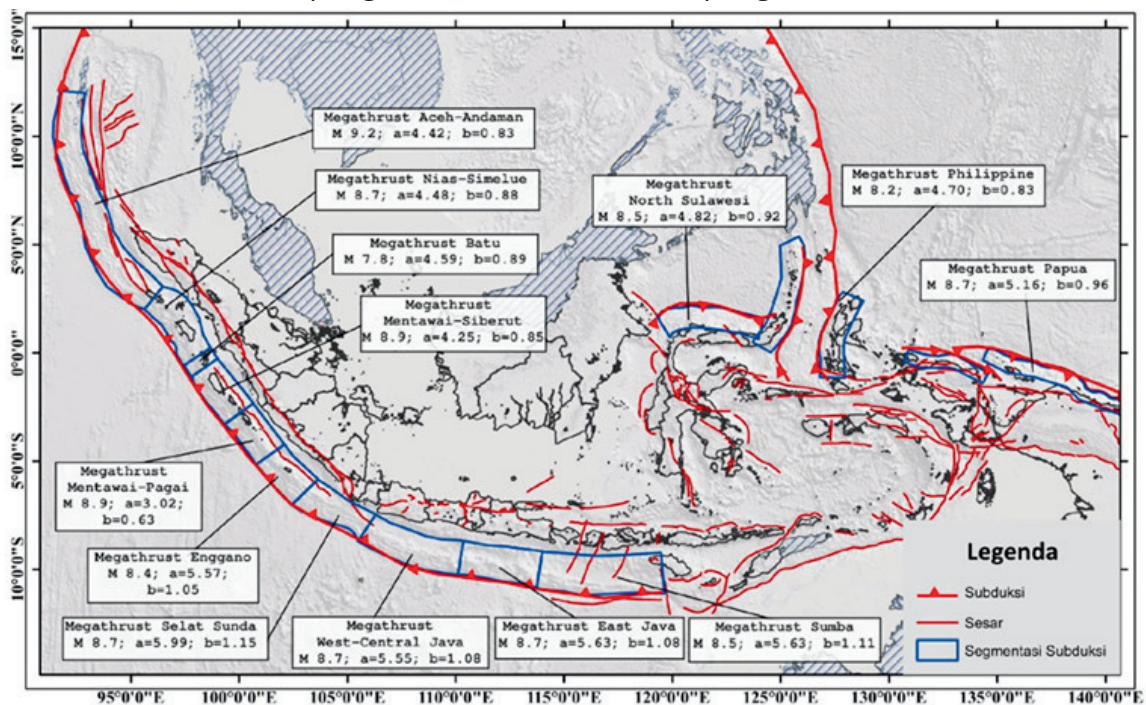 15°0'0"N
10°0'0"N
5°0'0"N
0°0'0"
5°0'0"S
10°0'0"S
Megathrust Aceh-Andaman
M 9.2; a=4.42; b=0.83
Megathrust Nias-Simelue
M 8.7; a=4.48; b=0.88
Megathrust Batu
M 7.8; a=4.59; b=0.89
Megathrust
Mentawai-Siberut
M 8.9; a=4.25; b=0.85
Megathrust
North Sulawesi
M 8.5; a=4.82; b=0.92
Megathrust Philippine
M 8.2; a=4.70; b=0.83
Megathrust Papua
M 8.7; a=5.16; b=0.96
Megathrust
Mentawai-Pagai
M 8.9; a=3.02;
b=0.63
Megathrust Enggano
M 8.4; a=5.57;
b=1.05
Megathrust Selat Sunda
M 8.7; a=5.99; b=1.15
Megathrust
West-Central Java
M 8.7; a=5.55; b=1.08
Megathrust East Java
M 8.7; a=5.63; b=1.08
Megathrust Sumba
M 8.5; a=5.63; b=1.11
Legenda
Subduksi
Sesar
Segmentasi Subduksi
95°0'0"E
100°0'0"E
105°0'0"E
110°0'0"E
115°0'0"E
120°0'0"E
125°0'0"E
130°0'0"E
135°0'0"E
140°0'0"E